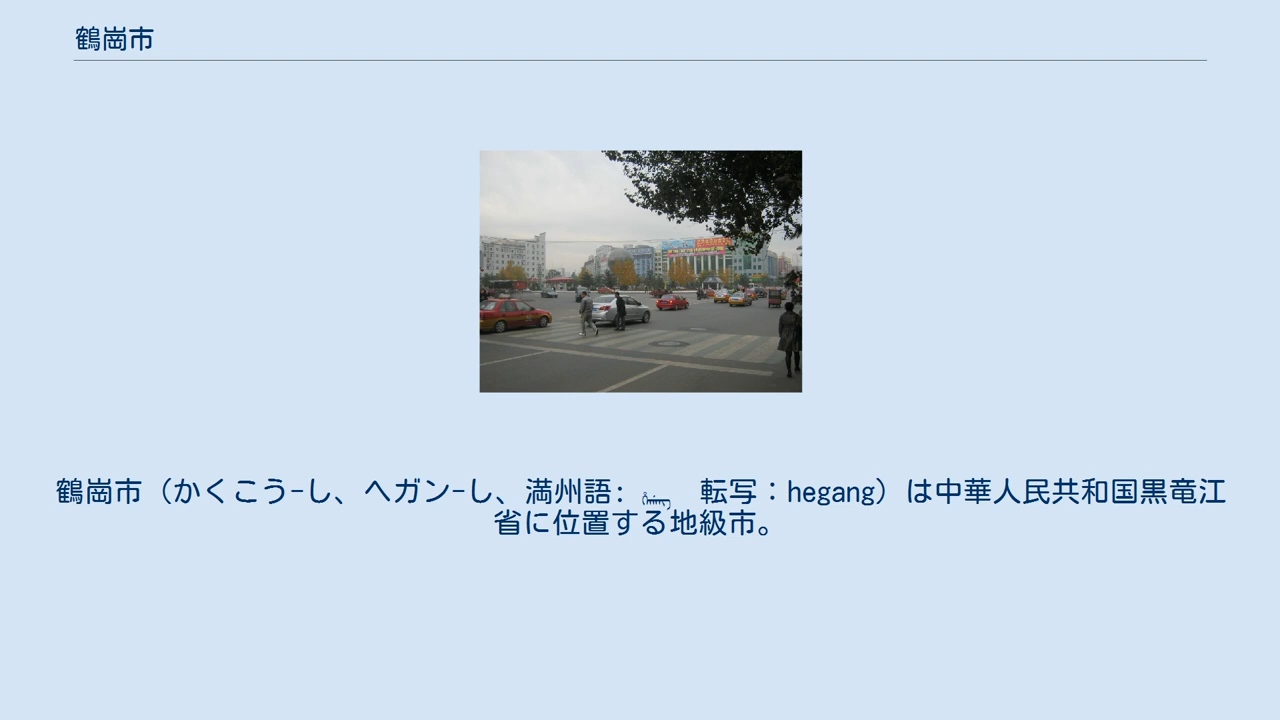 鶴崗市
鶴崗市（かくこう-し、ヘガン-し、満州語: 転写：hegang）は中華人民共和国黒竜江
省に位置する地級市。